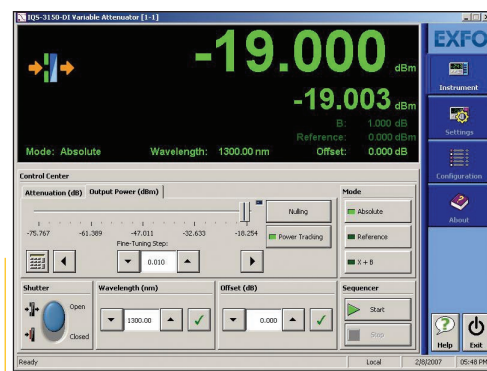 IQS-3150-DI Variable Attenuator [1-1]
EXFO
-19.000 dBm
-19.003 dBm
B: 1.000 dB
Reference: 0.000 dBm
Mode: Absolute Wavelength: 1300.00 nm Offset: 0.000 dB
Instrument
Settings
Configuration
About
Control Center
Attenuation (dB) Output Power (dBm)
Mode
Nulling
Absolute
-75.767 -61.389 -47.011 -32.633 -18.254
Power Tracking
Reference
Fine-Tuning Step:
0.010
X + B
Shutter
Wavelength (nm)
Offset (dB)
Sequencer
Open
Closed
1300.00
0.000
Start
Stop
Help
Exit
Ready
Local
2/8/2007
05:48 PM